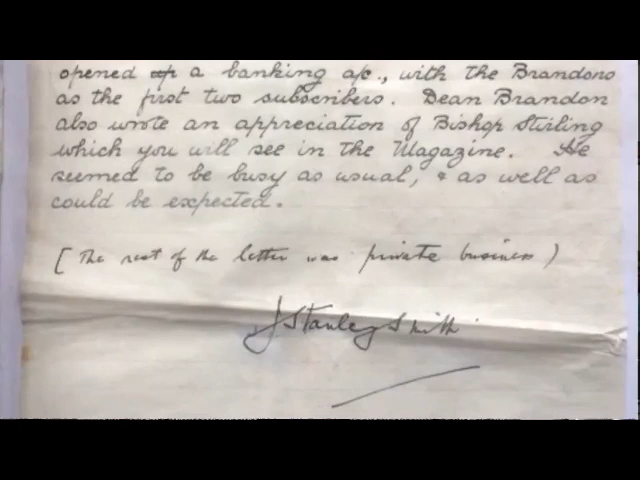 opened up a banking a/c., with the Brandons
as the first two subscribers. Dean Brandon
also wrote an appreciation of Bishop Stirling
which you will see in the Magazine. He
seemed to be busy as usual, & as well as
could be expected.
[ The rest of the letter was private business )
J Stanley Smith